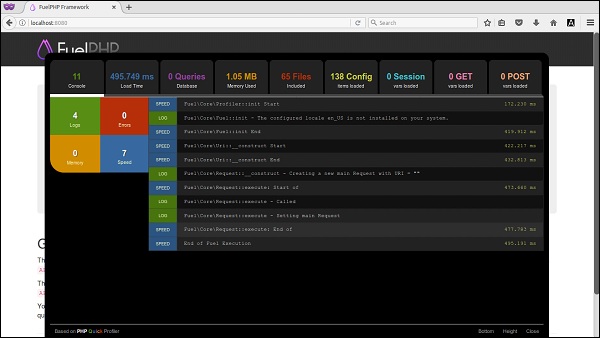 FuelPHP Framework
localhost:8080
Search
FuelPHP
11
Console
495.749 ms
Load Time
0 Queries
Database
1.05 MB
Memory Used
65 Files
Included
138 Config
items loaded
0 Session
vars loaded
0 GET
vars loaded
0 POST
vars loaded
4
Logs
0
Errors
0
Memory
7
Speed
SPEED Fuel\Core\Profiler::init Start 172.230 ms
LOG Fuel\Core\Fuel::init - The configured locale en_US is not installed on your system.
SPEED Fuel\Core\Fuel::init End 419.912 ms
SPEED Fuel\Core\Uri::__construct Start 422.217 ms
SPEED Fuel\Core\Uri::__construct End 432.813 ms
LOG Fuel\Core\Request::__construct - Creating a new main Request with URI = ""
SPEED Fuel\Core\Request::execute: Start of 473.680 ms
LOG Fuel\Core\Request::execute - Called
LOG Fuel\Core\Request::execute - Setting main Request
SPEED Fuel\Core\Request::execute: End of 477.783 ms
SPEED End of Fuel Execution 495.191 ms
G
Th
Th
Yo
qu
Based on PHP Quick Profiler
Bottom Height Close